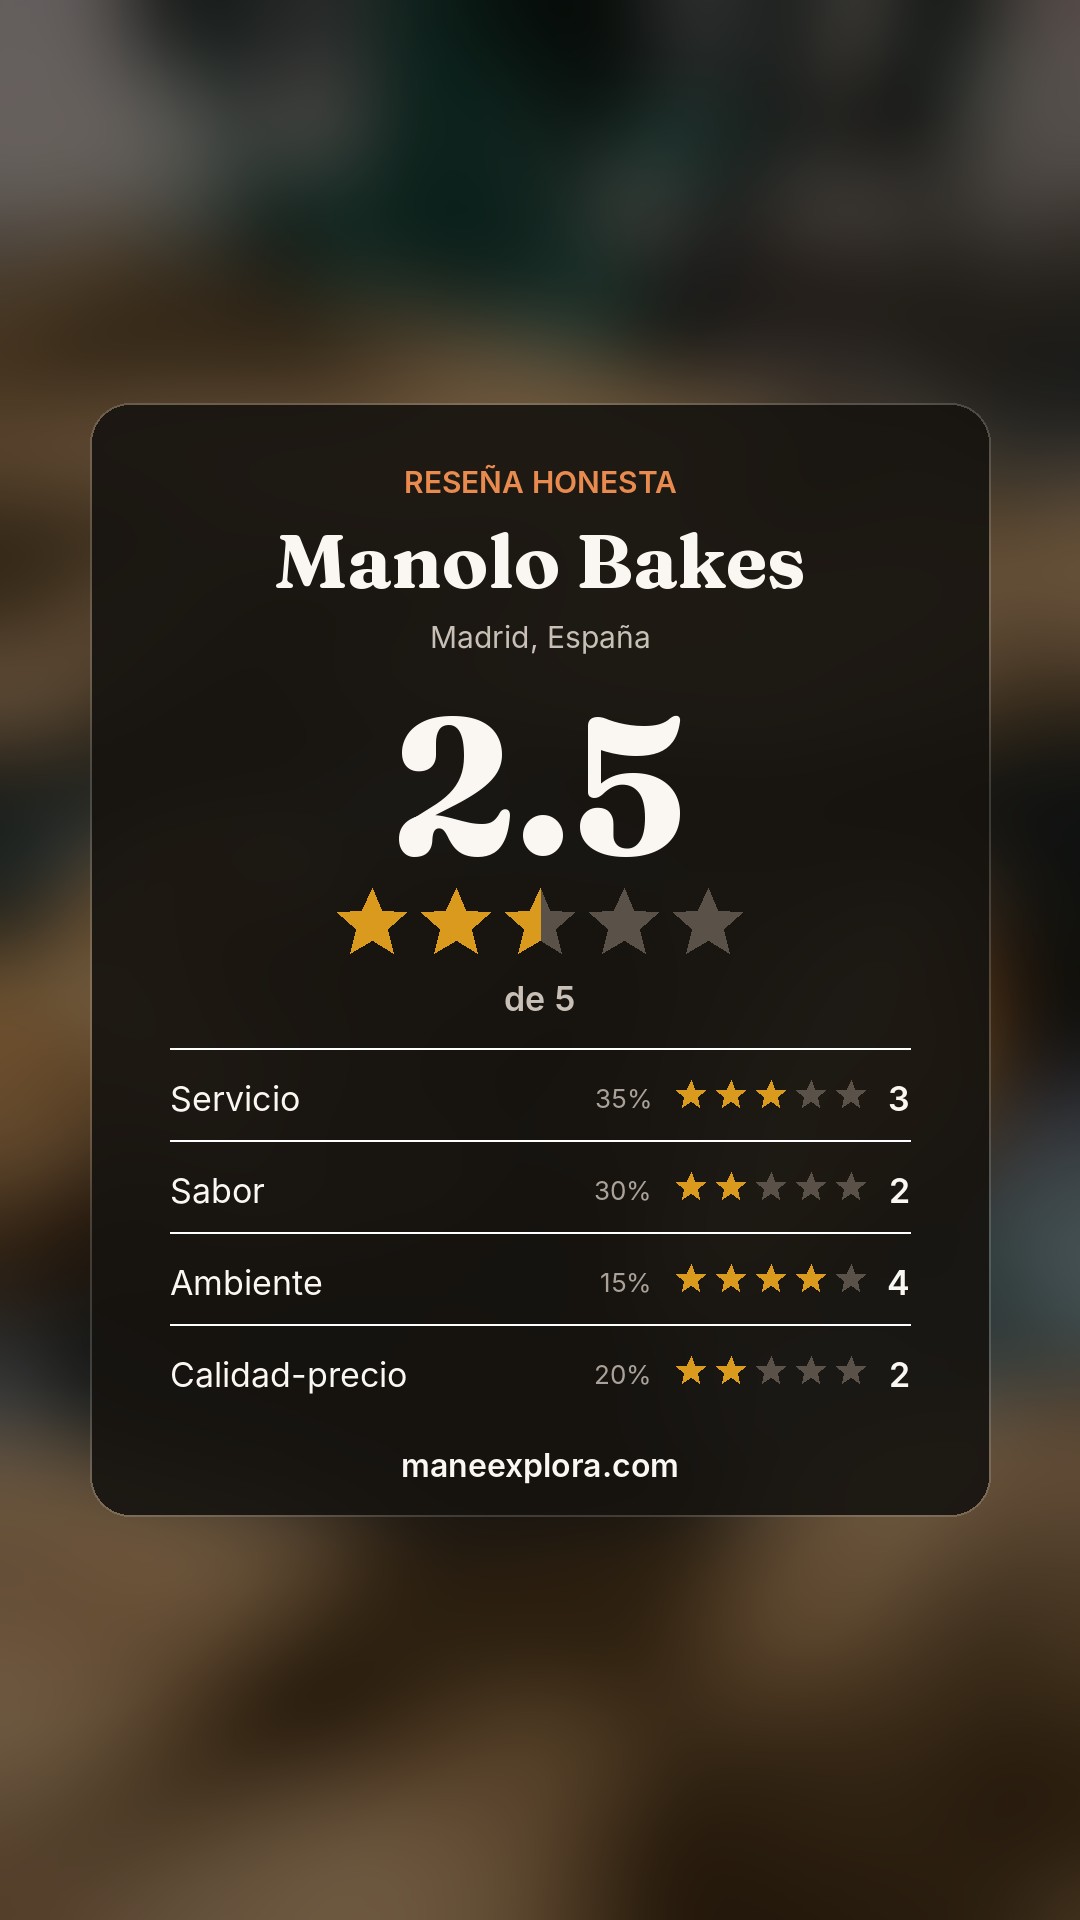 RESEÑA HONESTA
Manolo Bakes
Madrid, España
2.5
de 5
Servicio 35% 3
Sabor 30% 2
Ambiente 15% 4
Calidad-precio 20% 2
maneexplora.com